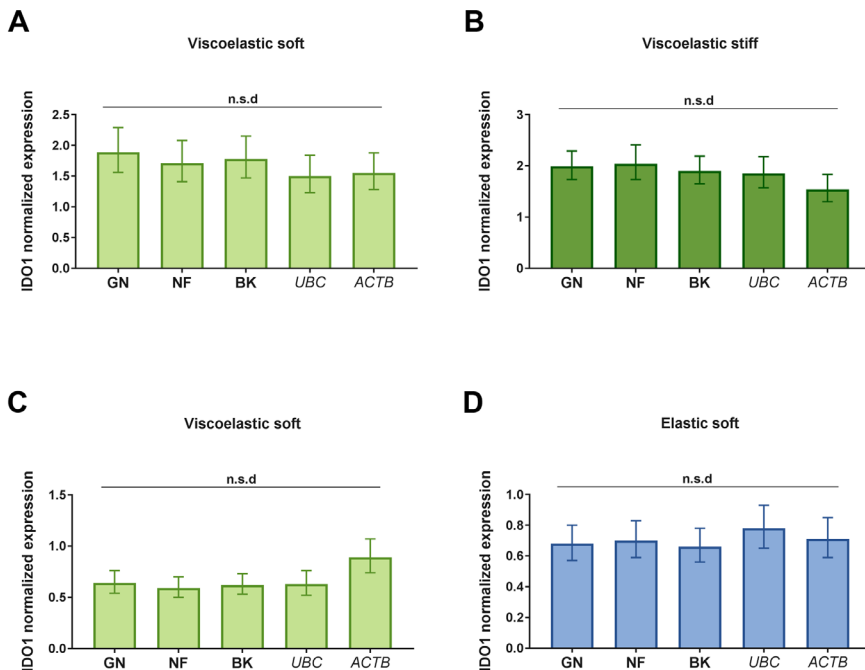 A
Viscoelastic soft
n.s.d
IDO1 normalized expression
2.5
2.0
1.5
1.0
0.5
0.0
GN NF BK UBC ACTB
B
Viscoelastic stiff
n.s.d
IDO1 normalized expression
3
2
1
0
GN NF BK UBC ACTB
C
Viscoelastic soft
n.s.d
IDO1 normalized expression
1.5
1.0
0.5
0.0
GN NF BK UBC ACTB
D
Elastic soft
n.s.d
IDO1 normalized expression
1.0
0.8
0.6
0.4
0.2
0.0
GN NF BK UBC ACTB